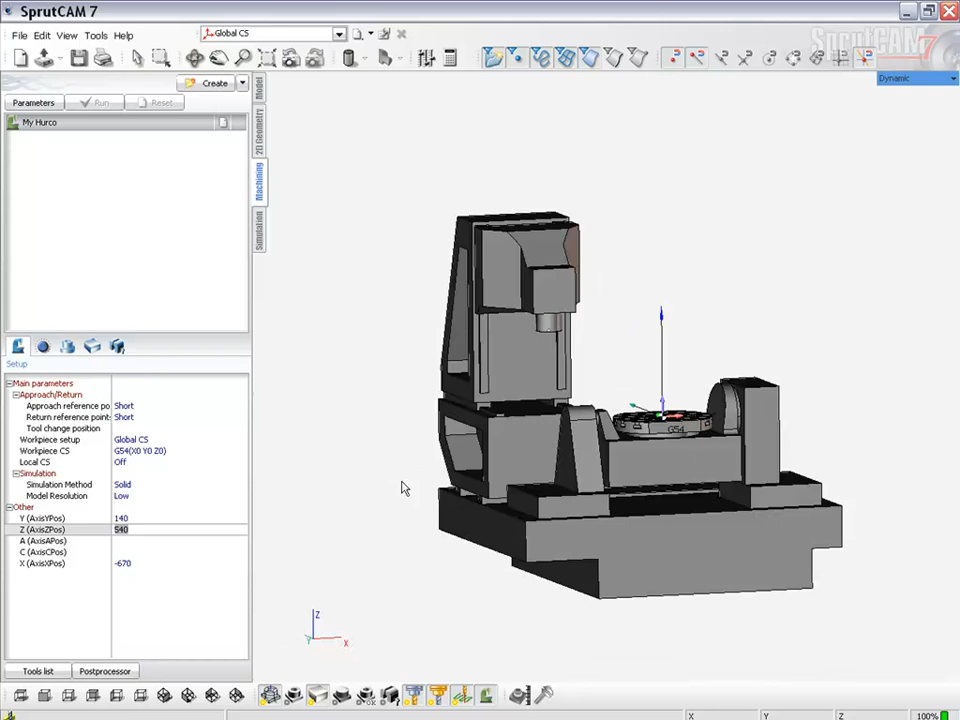 SprutCAM 7
File Edit View Tools Help
Global CS
SprutCAM
7
Dynamic
Create
Parameters Run Reset
My Hurco
Model
2D Geometry
Machining
Simulation
Setup
Main parameters
Approach/Return
Approach reference po Short
Return reference point: Short
Tool change position
Workpiece setup Global CS
Workpiece CS G54(X0 Y0 Z0)
Local CS Off
Simulation
Simulation Method Solid
Model Resolution Low
Other
Y (AxisYPos) 140
Z (AxisZPos) 540
A (AxisAPos)
C (AxisCPos)
X (AxisXPos) -670
G54
Z
Y
X
Tools list Postprocessor
X Y Z 100%